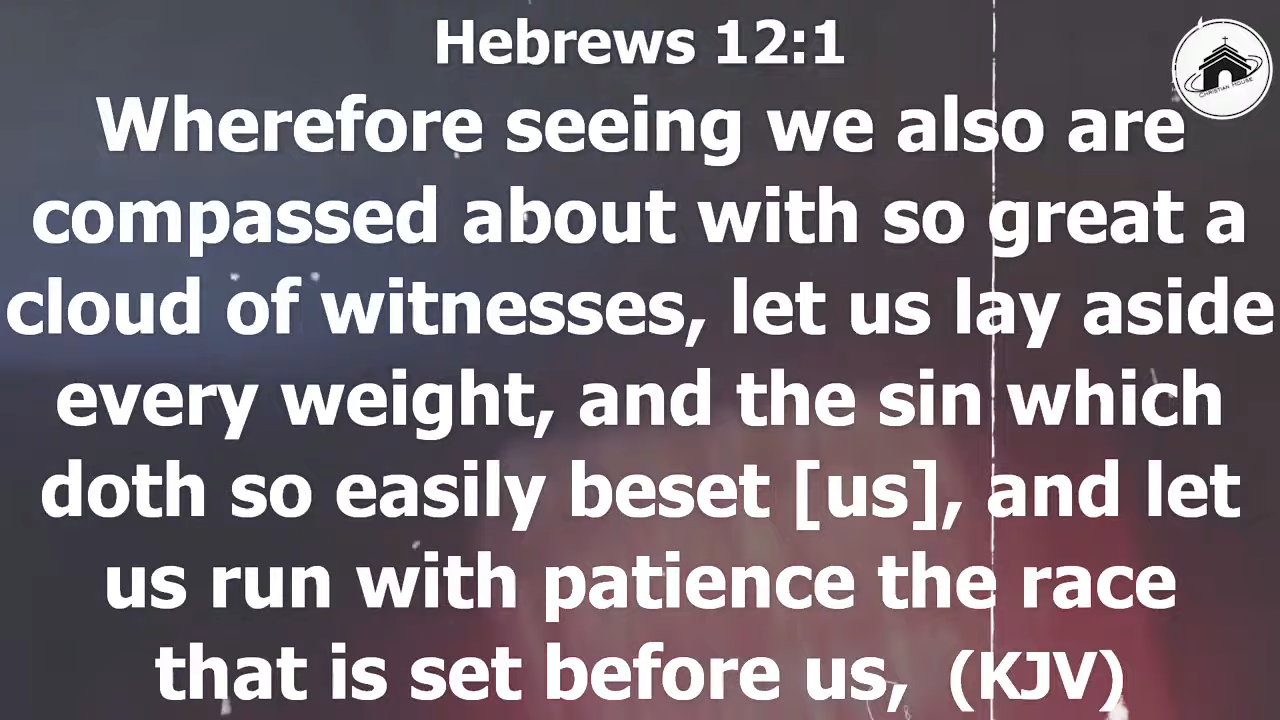 Hebrews 12:1
Wherefore seeing we also are
compassed about with so great a
cloud of witnesses, let us lay aside
every weight, and the sin which
doth so easily beset [us], and let
us run with patience the race
that is set before us, (KJV)
CHRISTIAN HOUSE